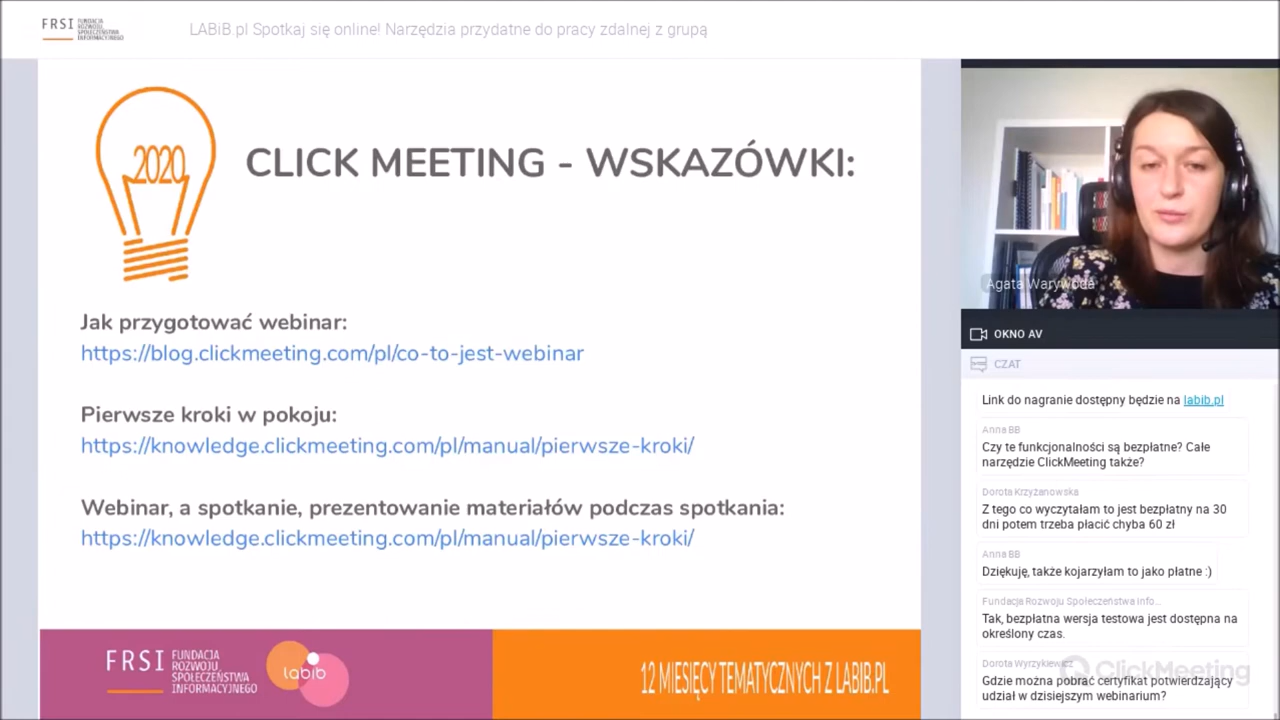 FRSI
FUNDACJA
ROZWOJU
SPOŁECZEŃSTWA
INFORMACYJNEGO
LABiB.pl Spotkaj się online! Narzędzia przydatne do pracy zdalnej z grupą
2020
CLICK MEETING - WSKAZÓWKI:
Jak przygotować webinar:
https://blog.clickmeeting.com/pl/co-to-jest-webinar
Pierwsze kroki w pokoju:
https://knowledge.clickmeeting.com/pl/manual/pierwsze-kroki/
Webinar, a spotkanie, prezentowanie materiałów podczas spotkania:
https://knowledge.clickmeeting.com/pl/manual/pierwsze-kroki/
FRSI
FUNDACJA
ROZWOJU
SPOŁECZEŃSTWA
INFORMACYJNEGO
labib
12 MIESIĘCY TEMATYCZNYCH Z LABIB.PL
Agata Warywoda
OKNO AV
CZAT
Link do nagranie dostępny będzie na labib.pl
Anna BB
Czy te funkcjonalności są bezpłatne? Całe
narzędzie ClickMeeting także?
Dorota Krzyżanowska
Z tego co wyczytałam to jest bezpłatny na 30
dni potem trzeba płacić chyba 60 zł
Anna BB
Dziękuję, także kojarzyłam to jako płatne :)
Fundacja Rozwoju Społeczeństwa Info...
Tak, bezpłatna wersja testowa jest dostępna na
określony czas.
Dorota Wyrzykiewicz
Gdzie można pobrać certyfikat potwierdzający
udział w dzisiejszym webinarium?
ClickMeeting